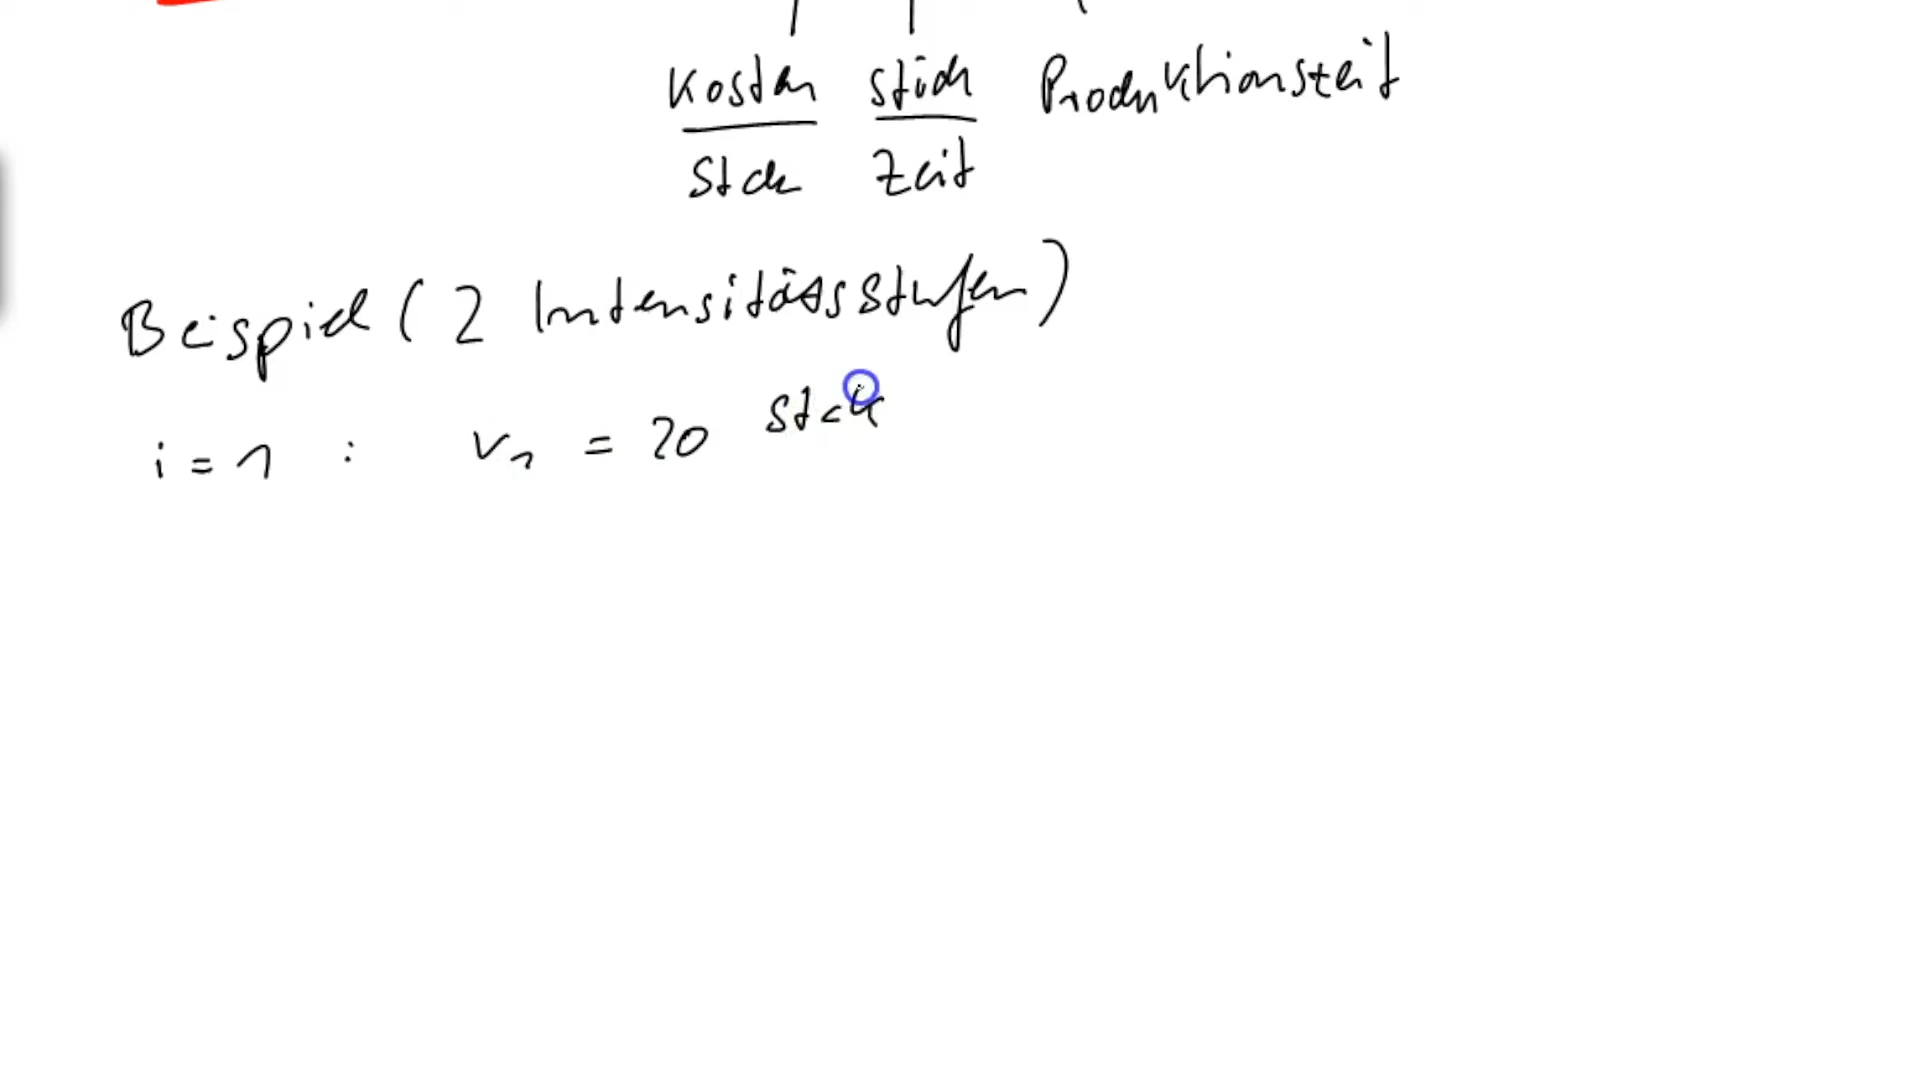 Kosten Stück Produktionszeit
Stck Zeit
Beispiel (2 Intensitätsstufen)
i = 1 : v1 = 20 Stck